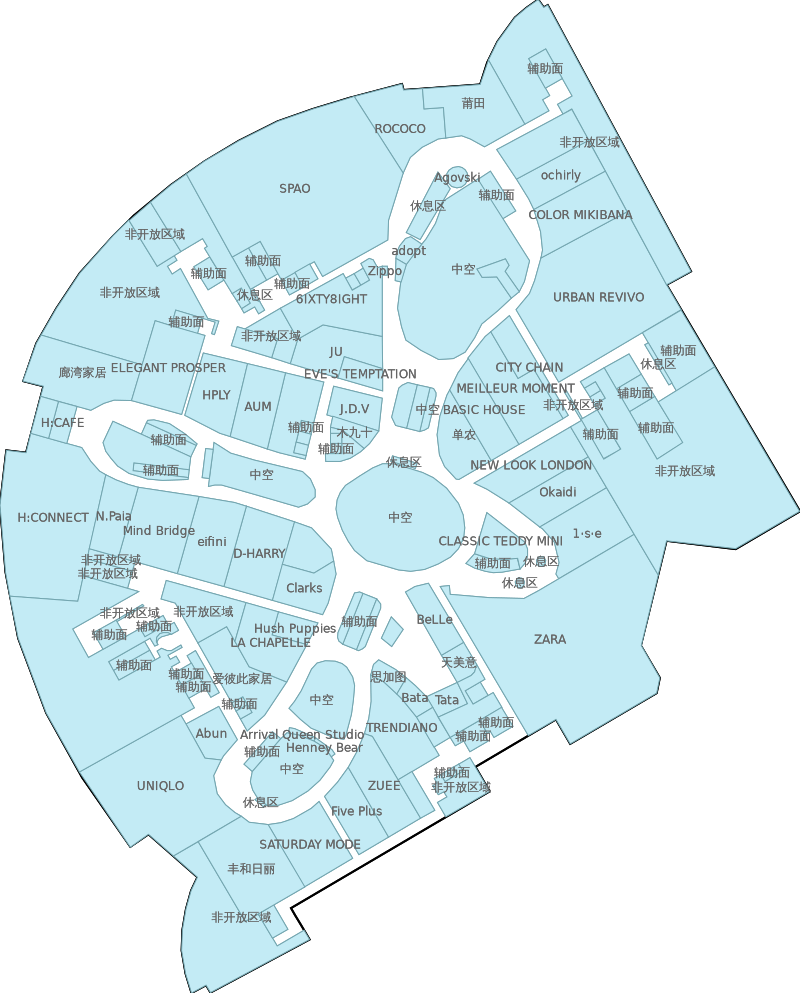 辅助面
莆田
ROCOCO
非开放区域
Agovski
ochirly
SPAO
辅助面
休息区
COLOR MIKIBANA
非开放区域
adopt
辅助面
中空
Zippo
辅助面
辅助面
非开放区域
休息区
6IXTY8IGHT
URBAN REVIVO
辅助面
非开放区域
JU
辅助面
休息区
ELEGANT PROSPER
廊湾家居
EVE'S TEMPTATION
CITY CHAIN
MEILLEUR MOMENT
HPLY
辅助面
AUM
J.D.V
中空
BASIC HOUSE
非开放区域
H:CAFE
辅助面
木九十
单农
辅助面
辅助面
辅助面
辅助面
休息区
NEW LOOK LONDON
辅助面
中空
非开放区域
Okaidi
H:CONNECT
N.Paia
中空
Mind Bridge
1·s·e
eifini
CLASSIC TEDDY MINI
D-HARRY
非开放区域
辅助面
休息区
非开放区域
休息区
Clarks
非开放区域
非开放区域
辅助面
BeLLe
辅助面
Hush Puppies
辅助面
LA CHAPELLE
ZARA
辅助面
天美意
辅助面
爱彼此家居
思加图
辅助面
Bata
Tata
中空
辅助面
辅助面
TRENDIANO
Abun
Arrival Queen Studio
辅助面
Henney Bear
辅助面
中空
辅助面
UNIQLO
ZUEE
非开放区域
休息区
Five Plus
SATURDAY MODE
丰和日丽
非开放区域